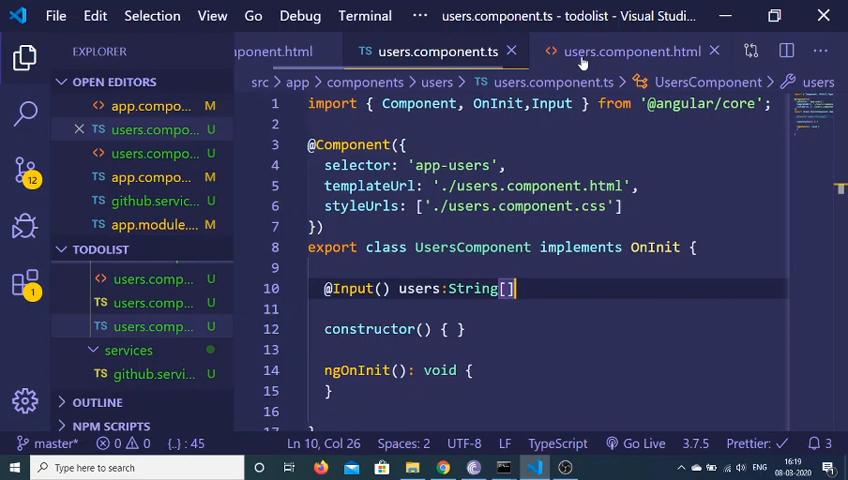 File Edit Selection View Go Debug Terminal ··· users.component.ts - todolist - Visual Studi...
EXPLORER
ponent.html
TS users.component.ts
users.component.html
src > app > components > users > TS users.component.ts > UsersComponent > users
OPEN EDITORS
app.compo...
TS users.compo... U
users.compo... U
app.compo...
github.servic...
app.module...
TODOLIST
users.comp... U
TS users.comp... U
TS users.comp... U
services
TS github.servi... U
OUTLINE
NPM SCRIPTS
12
1
1 import { Component, OnInit,Input } from '@angular/core';
2
3 @Component({
4 selector: 'app-users',
5 templateUrl: './users.component.html',
6 styleUrls: ['./users.component.css']
7 })
8 export class UsersComponent implements OnInit {
9
10 @Input() users:String[]
11
12 constructor() { }
13
14 ngOnInit(): void {
15 }
16
master* 0 0 {..} : 45 Ln 10, Col 26 Spaces: 2 UTF-8 LF TypeScript Go Live 3.7.5 Prettier: ✓ 3
Type here to search
ENG
16:19
08-03-2020